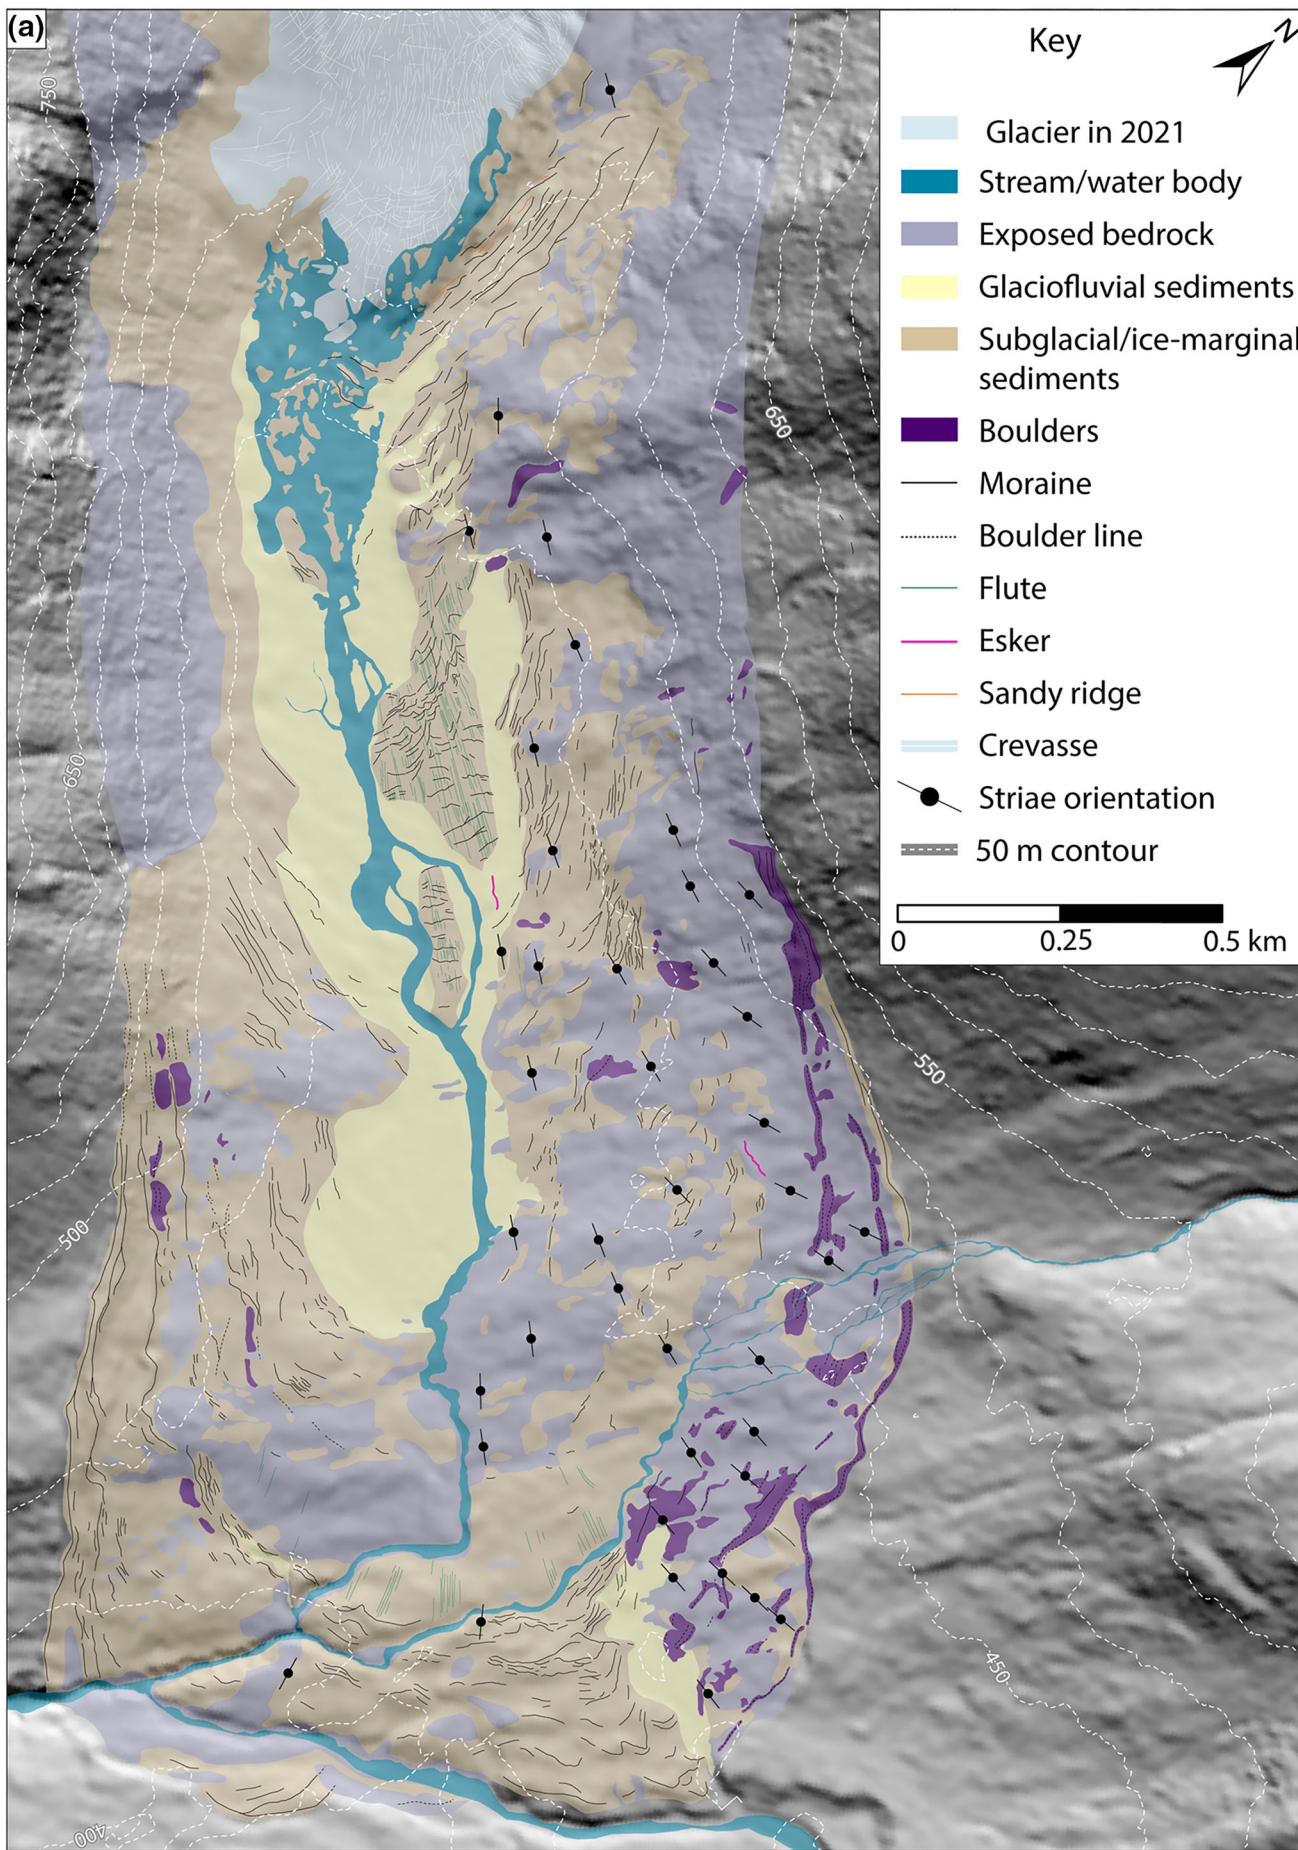 (a)
Key
N
Glacier in 2021
Stream/water body
Exposed bedrock
Glaciofluvial sediments
Subglacial/ice-marginal
sediments
Boulders
Moraine
Boulder line
Flute
Esker
Sandy ridge
Crevasse
Striae orientation
50 m contour
0 0.25 0.5 km
750
650
650
550
500
450
400